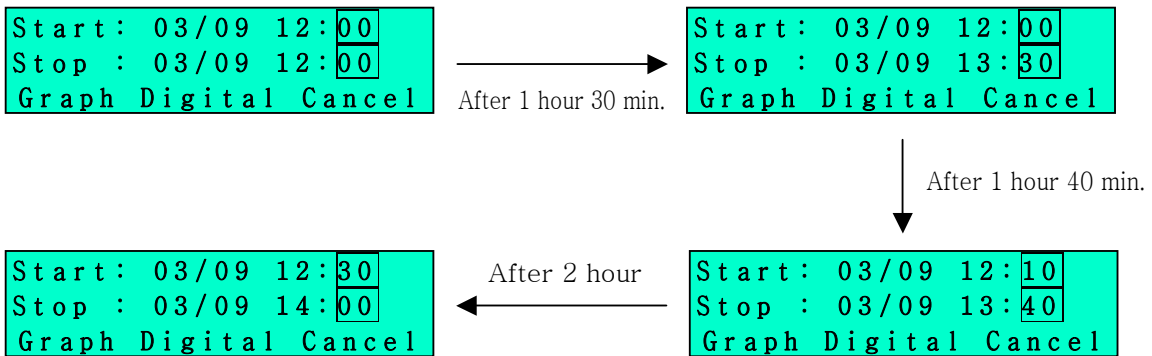 Start: 03/09 12:00
Stop : 03/09 12:00
Graph Digital Cancel
After 1 hour 30 min.
Start: 03/09 12:00
Stop : 03/09 13:30
Graph Digital Cancel
After 1 hour 40 min.
Start: 03/09 12:10
Stop : 03/09 13:40
Graph Digital Cancel
After 2 hour
Start: 03/09 12:30
Stop : 03/09 14:00
Graph Digital Cancel